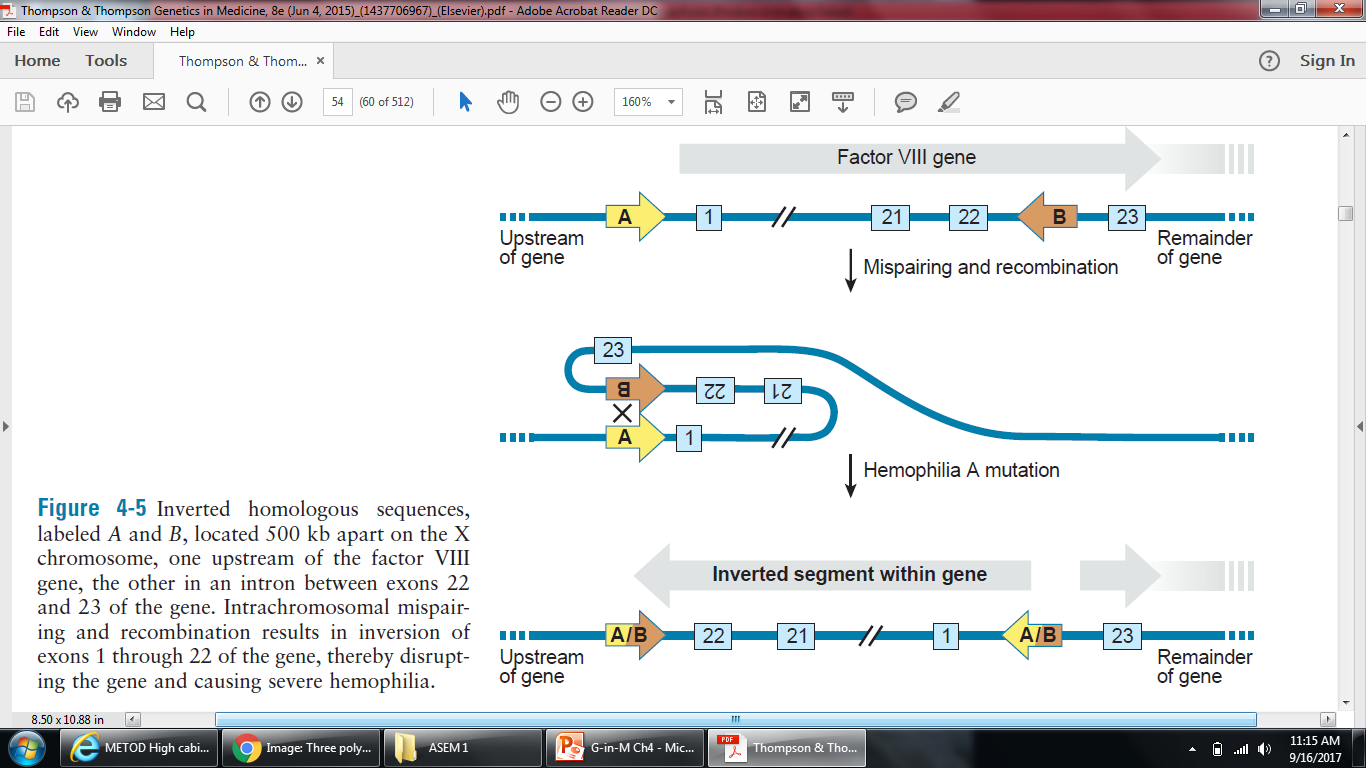 Thompson & Thompson Genetics in Medicine, 8e (Jun 4, 2015)_(1437706967)_(Elsevier).pdf - Adobe Acrobat Reader DC
File Edit View Window Help
Home Tools Thompson & Thom... × ? Sign In
54 (60 of 512) 160%
Factor VIII gene
A 1 21 22 B 23
Upstream
of gene
Remainder
of gene
Mispairing and recombination
23
B 22 21
A 1
Hemophilia A mutation
Figure 4-5 Inverted homologous sequences,
labeled A and B, located 500 kb apart on the X
chromosome, one upstream of the factor VIII
gene, the other in an intron between exons 22
and 23 of the gene. Intrachromosomal mispair-
ing and recombination results in inversion of
exons 1 through 22 of the gene, thereby disrupt-
ing the gene and causing severe hemophilia.
Inverted segment within gene
A/B 22 21 1 A/B 23
Upstream
of gene
Remainder
of gene
8.50 x 10.88 in
METOD High cabi... Image: Three poly... ASEM 1 G-in-M Ch4 - Mic... PDF Thompson & Tho... 11:15 AM
9/16/2017